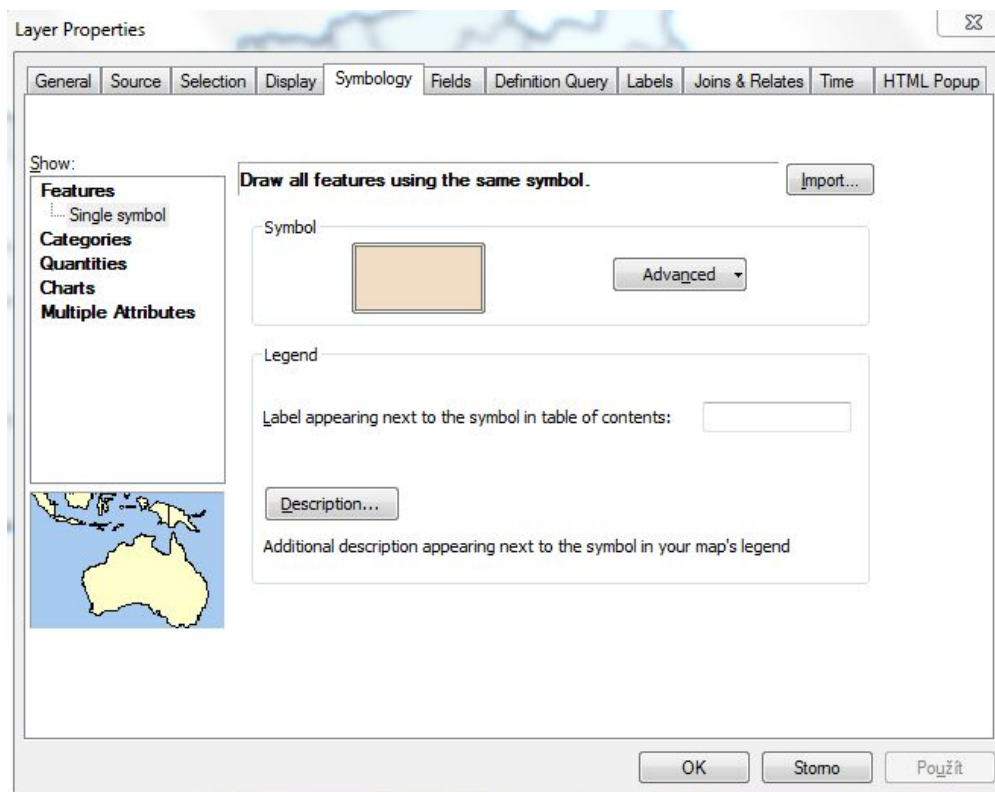 Layer Properties
General Source Selection Display Symbology Fields Definition Query Labels Joins & Relates Time HTML Popup
Show:
Features
Single symbol
Categories
Quantities
Charts
Multiple Attributes
Draw all features using the same symbol.
Import...
Symbol
Advanced
Legend
Label appearing next to the symbol in table of contents:
Description...
Additional description appearing next to the symbol in your map's legend
OK Storno Použít